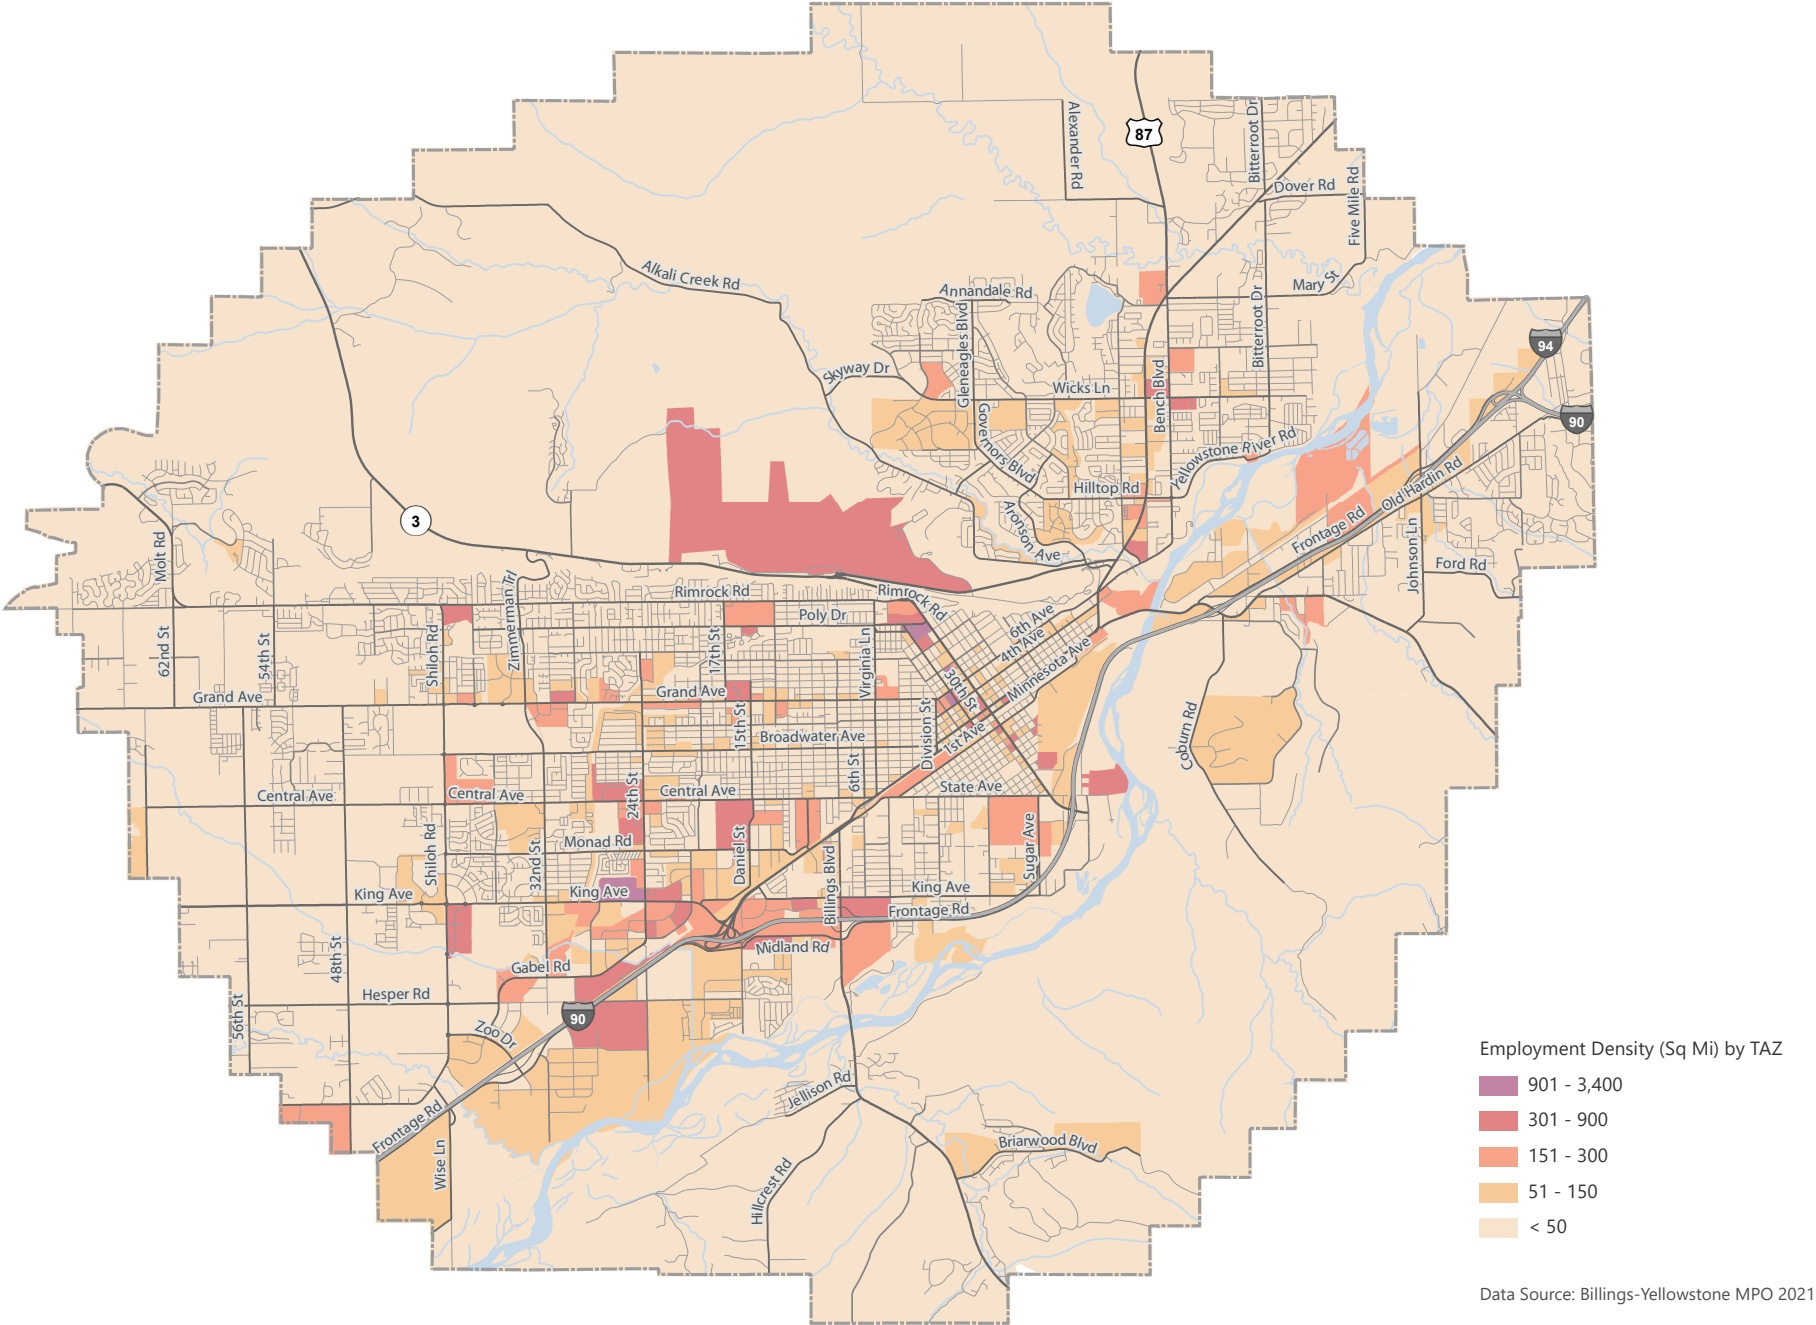 87
Alexander Rd
Bitterroot Dr
Dover Rd
Five Mile Rd
Alkali Creek Rd
Annandale Rd
Mary St
Bitterroot Dr
Gleneagles Blvd
94
Skyway Dr
Wicks Ln
Bench Blvd
90
Governors Blvd
Yellowstone River Rd
Hilltop Rd
Old Hardin Rd
3
Aronson Ave
Frontage Rd
Johnson Ln
Ford Rd
Molt Rd
Zimmerman Trl
Rimrock Rd
Rimrock Rd
Poly Dr
6th Ave
4th Ave
62nd St
54th St
Shiloh Rd
17th St
Virginia Ln
Minnesota Ave
30th St
Grand Ave
Grand Ave
15th St
Broadwater Ave
Division St
1st Ave
Coburn Rd
6th St
Central Ave
Central Ave
24th St
Central Ave
State Ave
Shiloh Rd
32nd St
Monad Rd
Daniel St
Billings Blvd
Sugar Ave
King Ave
King Ave
King Ave
Frontage Rd
48th St
Gabel Rd
Midland Rd
56th St
Hesper Rd
90
Zoo Dr
Frontage Rd
Jellison Rd
Wise Ln
Hillcrest Rd
Briarwood Blvd
Employment Density (Sq Mi) by TAZ
901 - 3,400
301 - 900
151 - 300
51 - 150
< 50
Data Source: Billings-Yellowstone MPO 2021